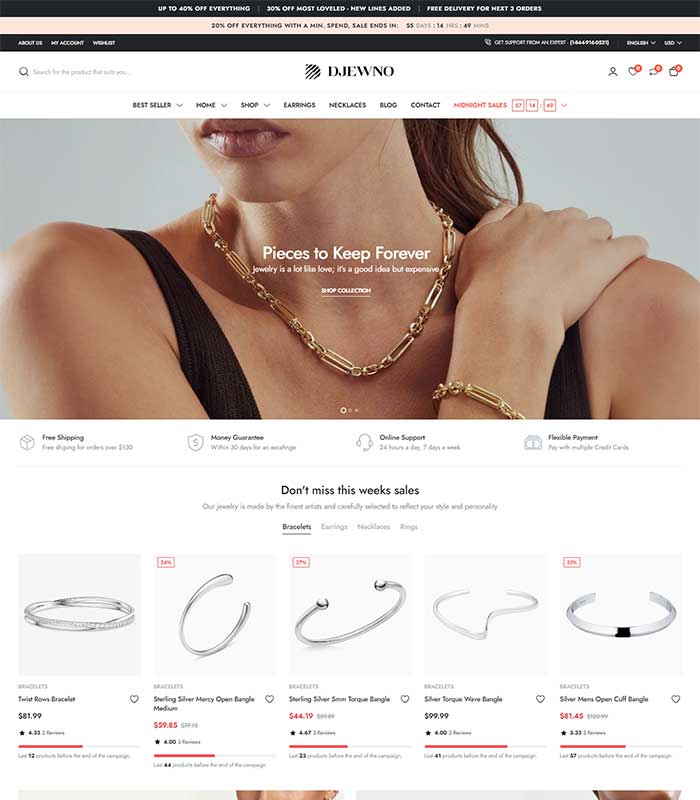 UP TO 40% OFF EVERYTHING | 30% OFF MOST LOVELED - NEW LINES ADDED | FREE DELIVERY FOR NEXT 3 ORDERS
20% OFF EVERYTHING WITH A MIN. SPEND, SALE ENDS IN: 55 DAYS : 14 HRS : 49 MINS
ABOUT US MY ACCOUNT WISHLIST GET SUPPORT FROM AN EXPERT - (1-844-916-0531) ENGLISH USD
Search for the product that suits you... DJEWNO 0 0 0
BEST SELLER HOME SHOP EARRINGS NECKLACES BLOG CONTACT MIDNIGHT SALES 57 : 14 : 49
Pieces to Keep Forever
Jewelry is a lot like love; it's a good idea but expensive
SHOP COLLECTION
Free Shipping Money Guarantee Online Support Flexible Payment
Free shiping for orders over $130 Within 30 days for an excahnge 24 hours a day, 7 days a week Pay with multiple Credit Cards
Don't miss this weeks sales
Our jewelry is made by the finest artists and carefully selected to reflect your style and personality
Bracelets Earrings Necklaces Rings
24% 27% 33%
BRACELETS BRACELETS BRACELETS BRACELETS BRACELETS
Twist Rows Bracelet Sterling Silver Mercy Open Bangle Sterling Silver 5mm Torque Bangle Silver Torque Wave Bangle Silver Mens Open Cuff Bangle
Medium
$81.99 $59.85 $77.75 $44.19 $59.89 $99.99 $81.45 $120.99
4.33 3 Reviews 4.00 3 Reviews 4.67 3 Reviews 4.00 3 Reviews 3.33 3 Reviews
Last 12 products before the end of the campaign. Last 44 products before the end of the campaign. Last 23 products before the end of the campaign. Last 41 products before the end of the campaign. Last 57 products before the end of the campaign.